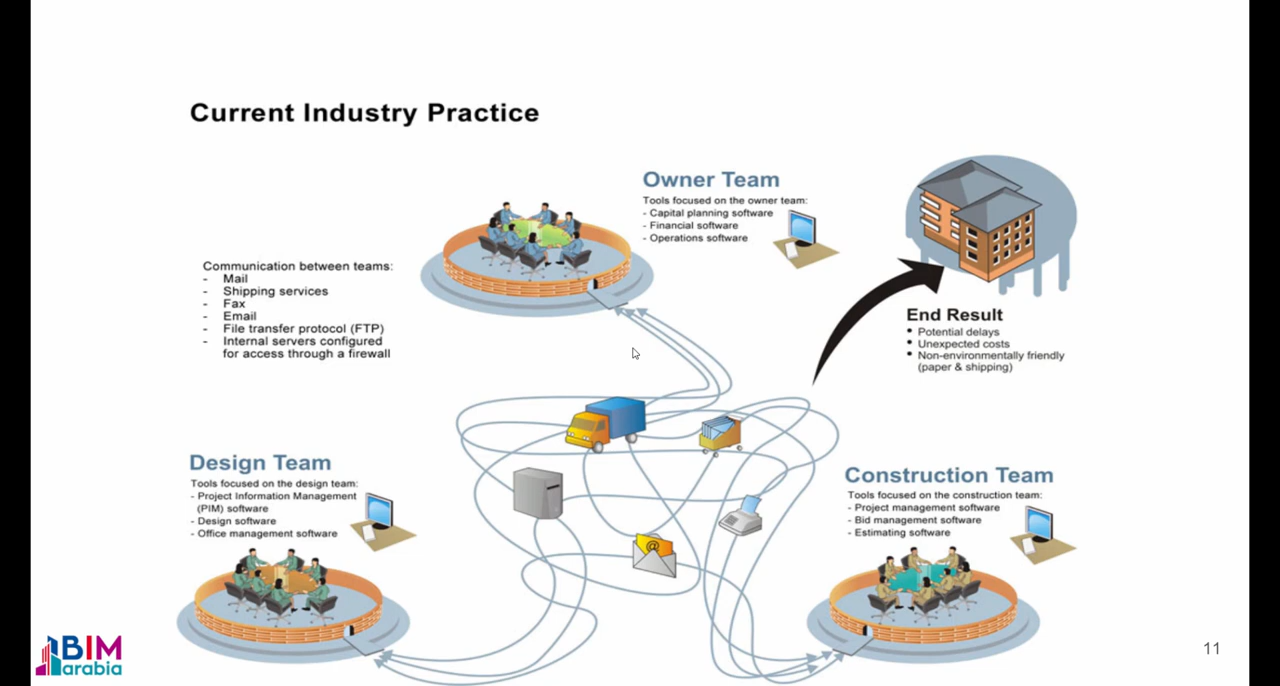 Current Industry Practice
Owner Team
Tools focused on the owner team:
- Capital planning software
- Financial software
- Operations software
Communication between teams:
- Mail
- Shipping services
- Fax
- Email
- File transfer protocol (FTP)
- Internal servers configured
for access through a firewall
End Result
• Potential delays
• Unexpected costs
• Non-environmentally friendly
(paper & shipping)
Design Team
Tools focused on the design team:
- Project Information Management
(PIM) software
- Design software
- Office management software
@
Construction Team
Tools focused on the construction team:
- Project management software
- Bid management software
- Estimating software
BIM
arabia
11